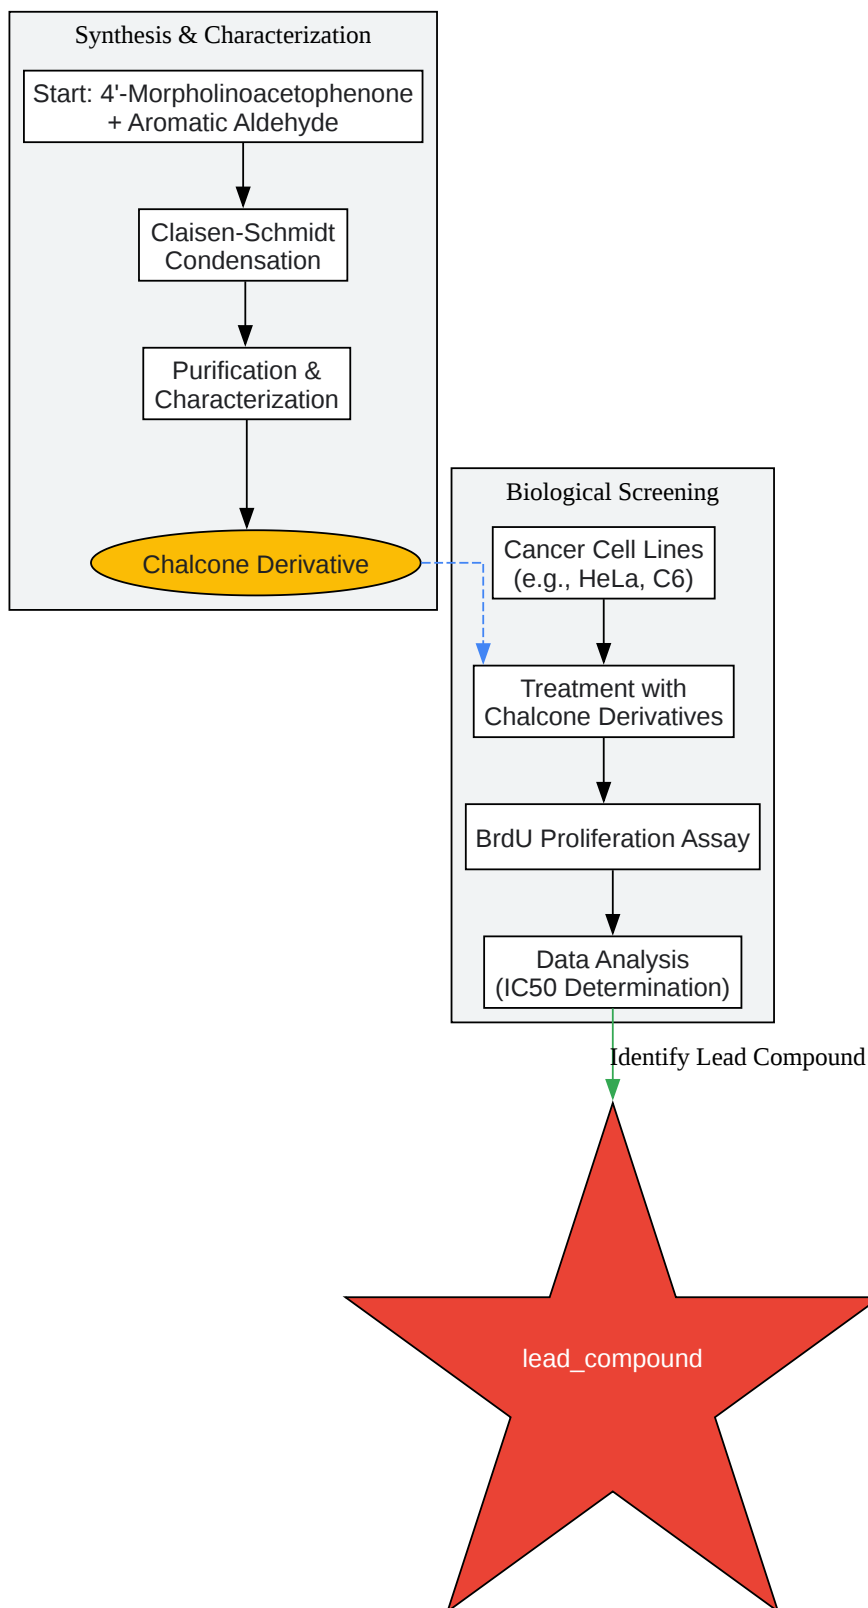 Synthesis & Characterization
Start: 4'-Morpholinoacetophenone
+ Aromatic Aldehyde
Claisen-Schmidt
Condensation
Purification &
Characterization
Chalcone Derivative
Biological Screening
Cancer Cell Lines
(e.g., HeLa, C6)
Treatment with
Chalcone Derivatives
BrdU Proliferation Assay
Data Analysis
(IC50 Determination)
Identify Lead Compound
lead_compound